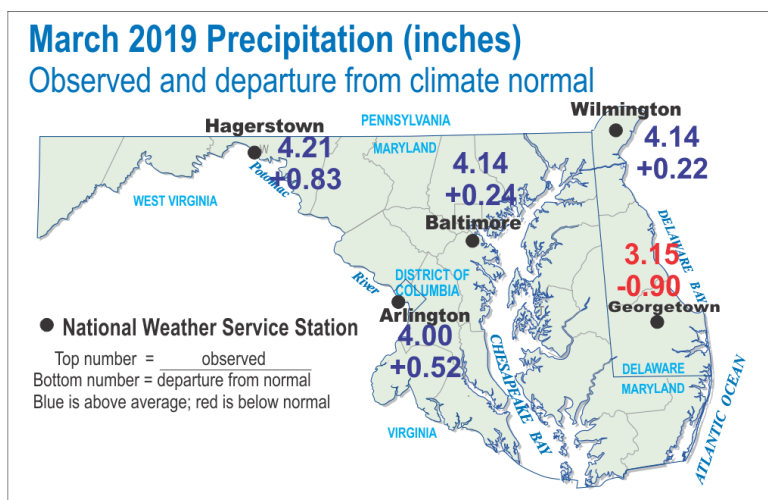 March 2019 Precipitation (inches)
Observed and departure from climate normal
Wilmington
4.14
+0.22
PENNSYLVANIA
Hagerstown
4.21
+0.83
MARYLAND
4.14
+0.24
Baltimore
WEST VIRGINIA
Potomac
River
DISTRICT OF
COLUMBIA
Arlington
4.00
+0.52
DELAWARE BAY
3.15
-0.90
Georgetown
National Weather Service Station
Top number = observed
Bottom number = departure from normal
Blue is above average; red is below normal
CHESAPEAKE BAY
DELAWARE
MARYLAND
VIRGINIA
ATLANTIC OCEAN